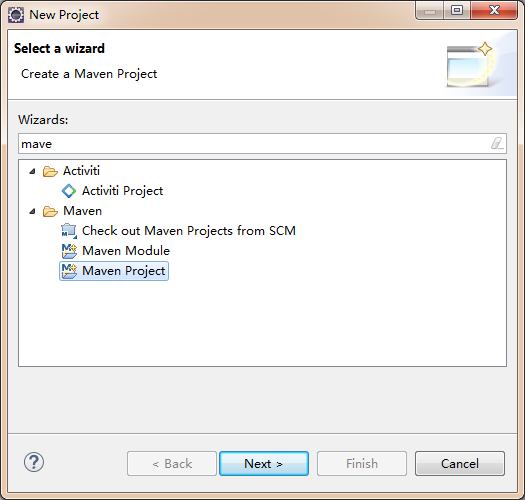 New Project
Select a wizard
Create a Maven Project
Wizards:
mave
Activiti
Activiti Project
Maven
Check out Maven Projects from SCM
Maven Module
Maven Project
?
< Back
Next >
Finish
Cancel